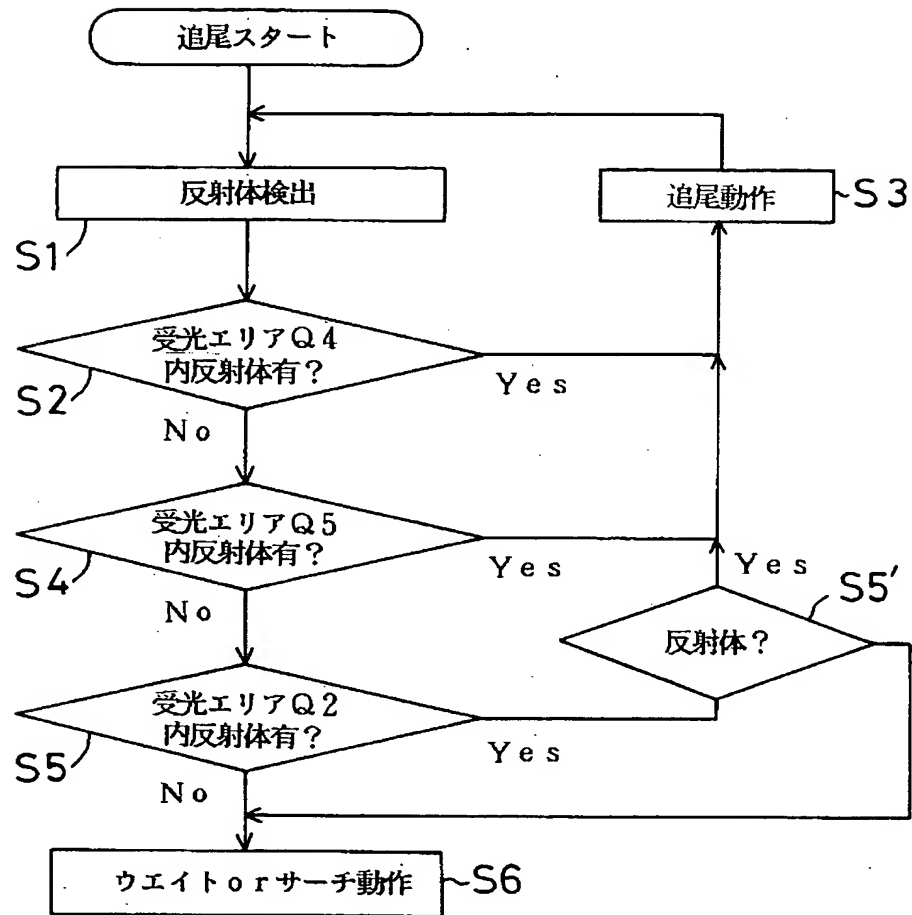 追尾スタート
反射体検出
S1
追尾動作
S3
受光エリアQ4
内反射体有?
S2
Yes
No
受光エリアQ5
内反射体有?
S4
Yes
No
Yes
S5'
反射体?
受光エリアQ2
内反射体有?
S5
Yes
No
ウエイトorサーチ動作
S6